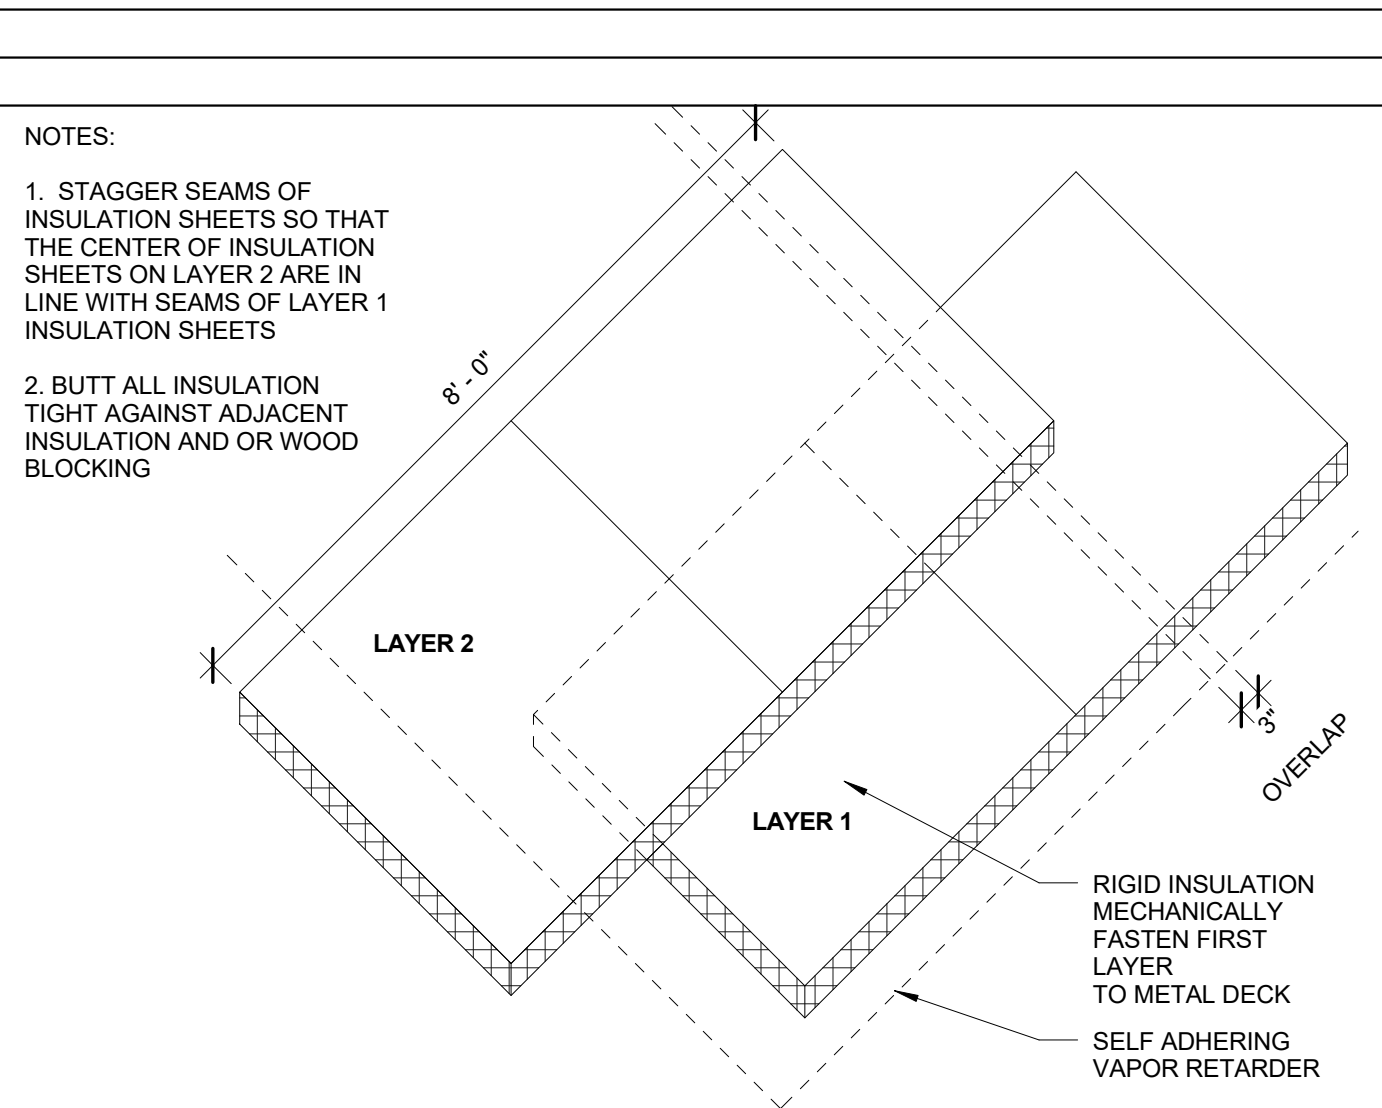 NOTES:
1. STAGGER SEAMS OF
INSULATION SHEETS SO THAT
THE CENTER OF INSULATION
SHEETS ON LAYER 2 ARE IN
LINE WITH SEAMS OF LAYER 1
INSULATION SHEETS
2. BUTT ALL INSULATION
TIGHT AGAINST ADJACENT
INSULATION AND OR WOOD
BLOCKING
8' - 0"
LAYER 2
LAYER 1
3"
OVERLAP
RIGID INSULATION
MECHANICALLY
FASTEN FIRST
LAYER
TO METAL DECK
SELF ADHERING
VAPOR RETARDER